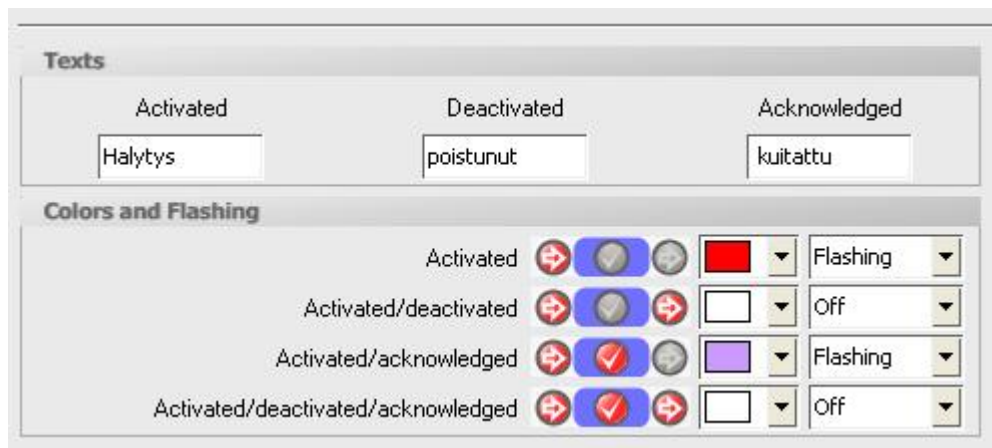 Texts
Activated Deactivated Acknowledged
Halytys poistunut kuitattu
Colors and Flashing
Activated Flashing
Activated/deactivated Off
Activated/acknowledged Flashing
Activated/deactivated/acknowledged Off